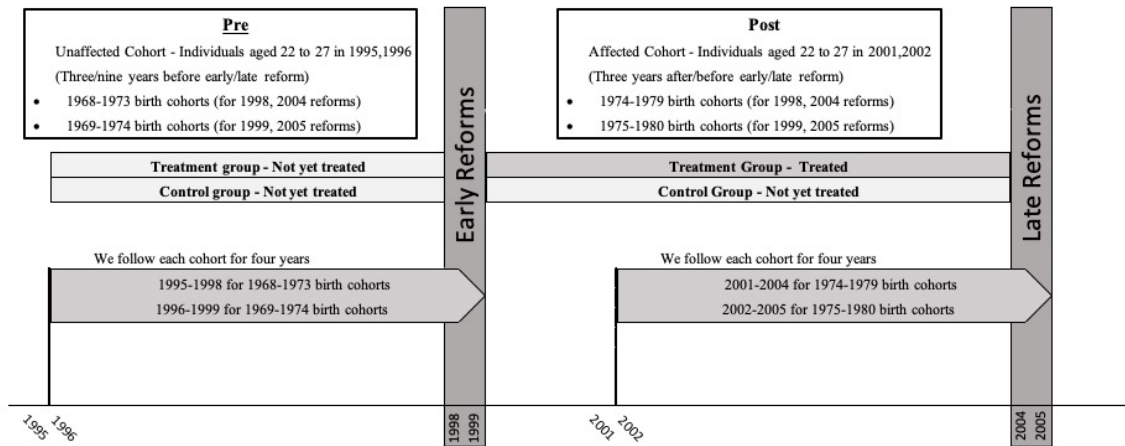 Pre
Unaffected Cohort - Individuals aged 22 to 27 in 1995,1996
(Three/nine years before early/late reform)
• 1968-1973 birth cohorts (for 1998, 2004 reforms)
• 1969-1974 birth cohorts (for 1999, 2005 reforms)
Early Reforms
Post
Affected Cohort - Individuals aged 22 to 27 in 2001,2002
(Three years after/before early/late reform)
• 1974-1979 birth cohorts (for 1998, 2004 reforms)
• 1975-1980 birth cohorts (for 1999, 2005 reforms)
Late Reforms
Treatment group - Not yet treated
Control group - Not yet treated
Treatment Group - Treated
Control Group - Not yet treated
We follow each cohort for four years
1995-1998 for 1968-1973 birth cohorts
1996-1999 for 1969-1974 birth cohorts
We follow each cohort for four years
2001-2004 for 1974-1979 birth cohorts
2002-2005 for 1975-1980 birth cohorts
1995
1996
1998
1999
2001
2002
2004
2005